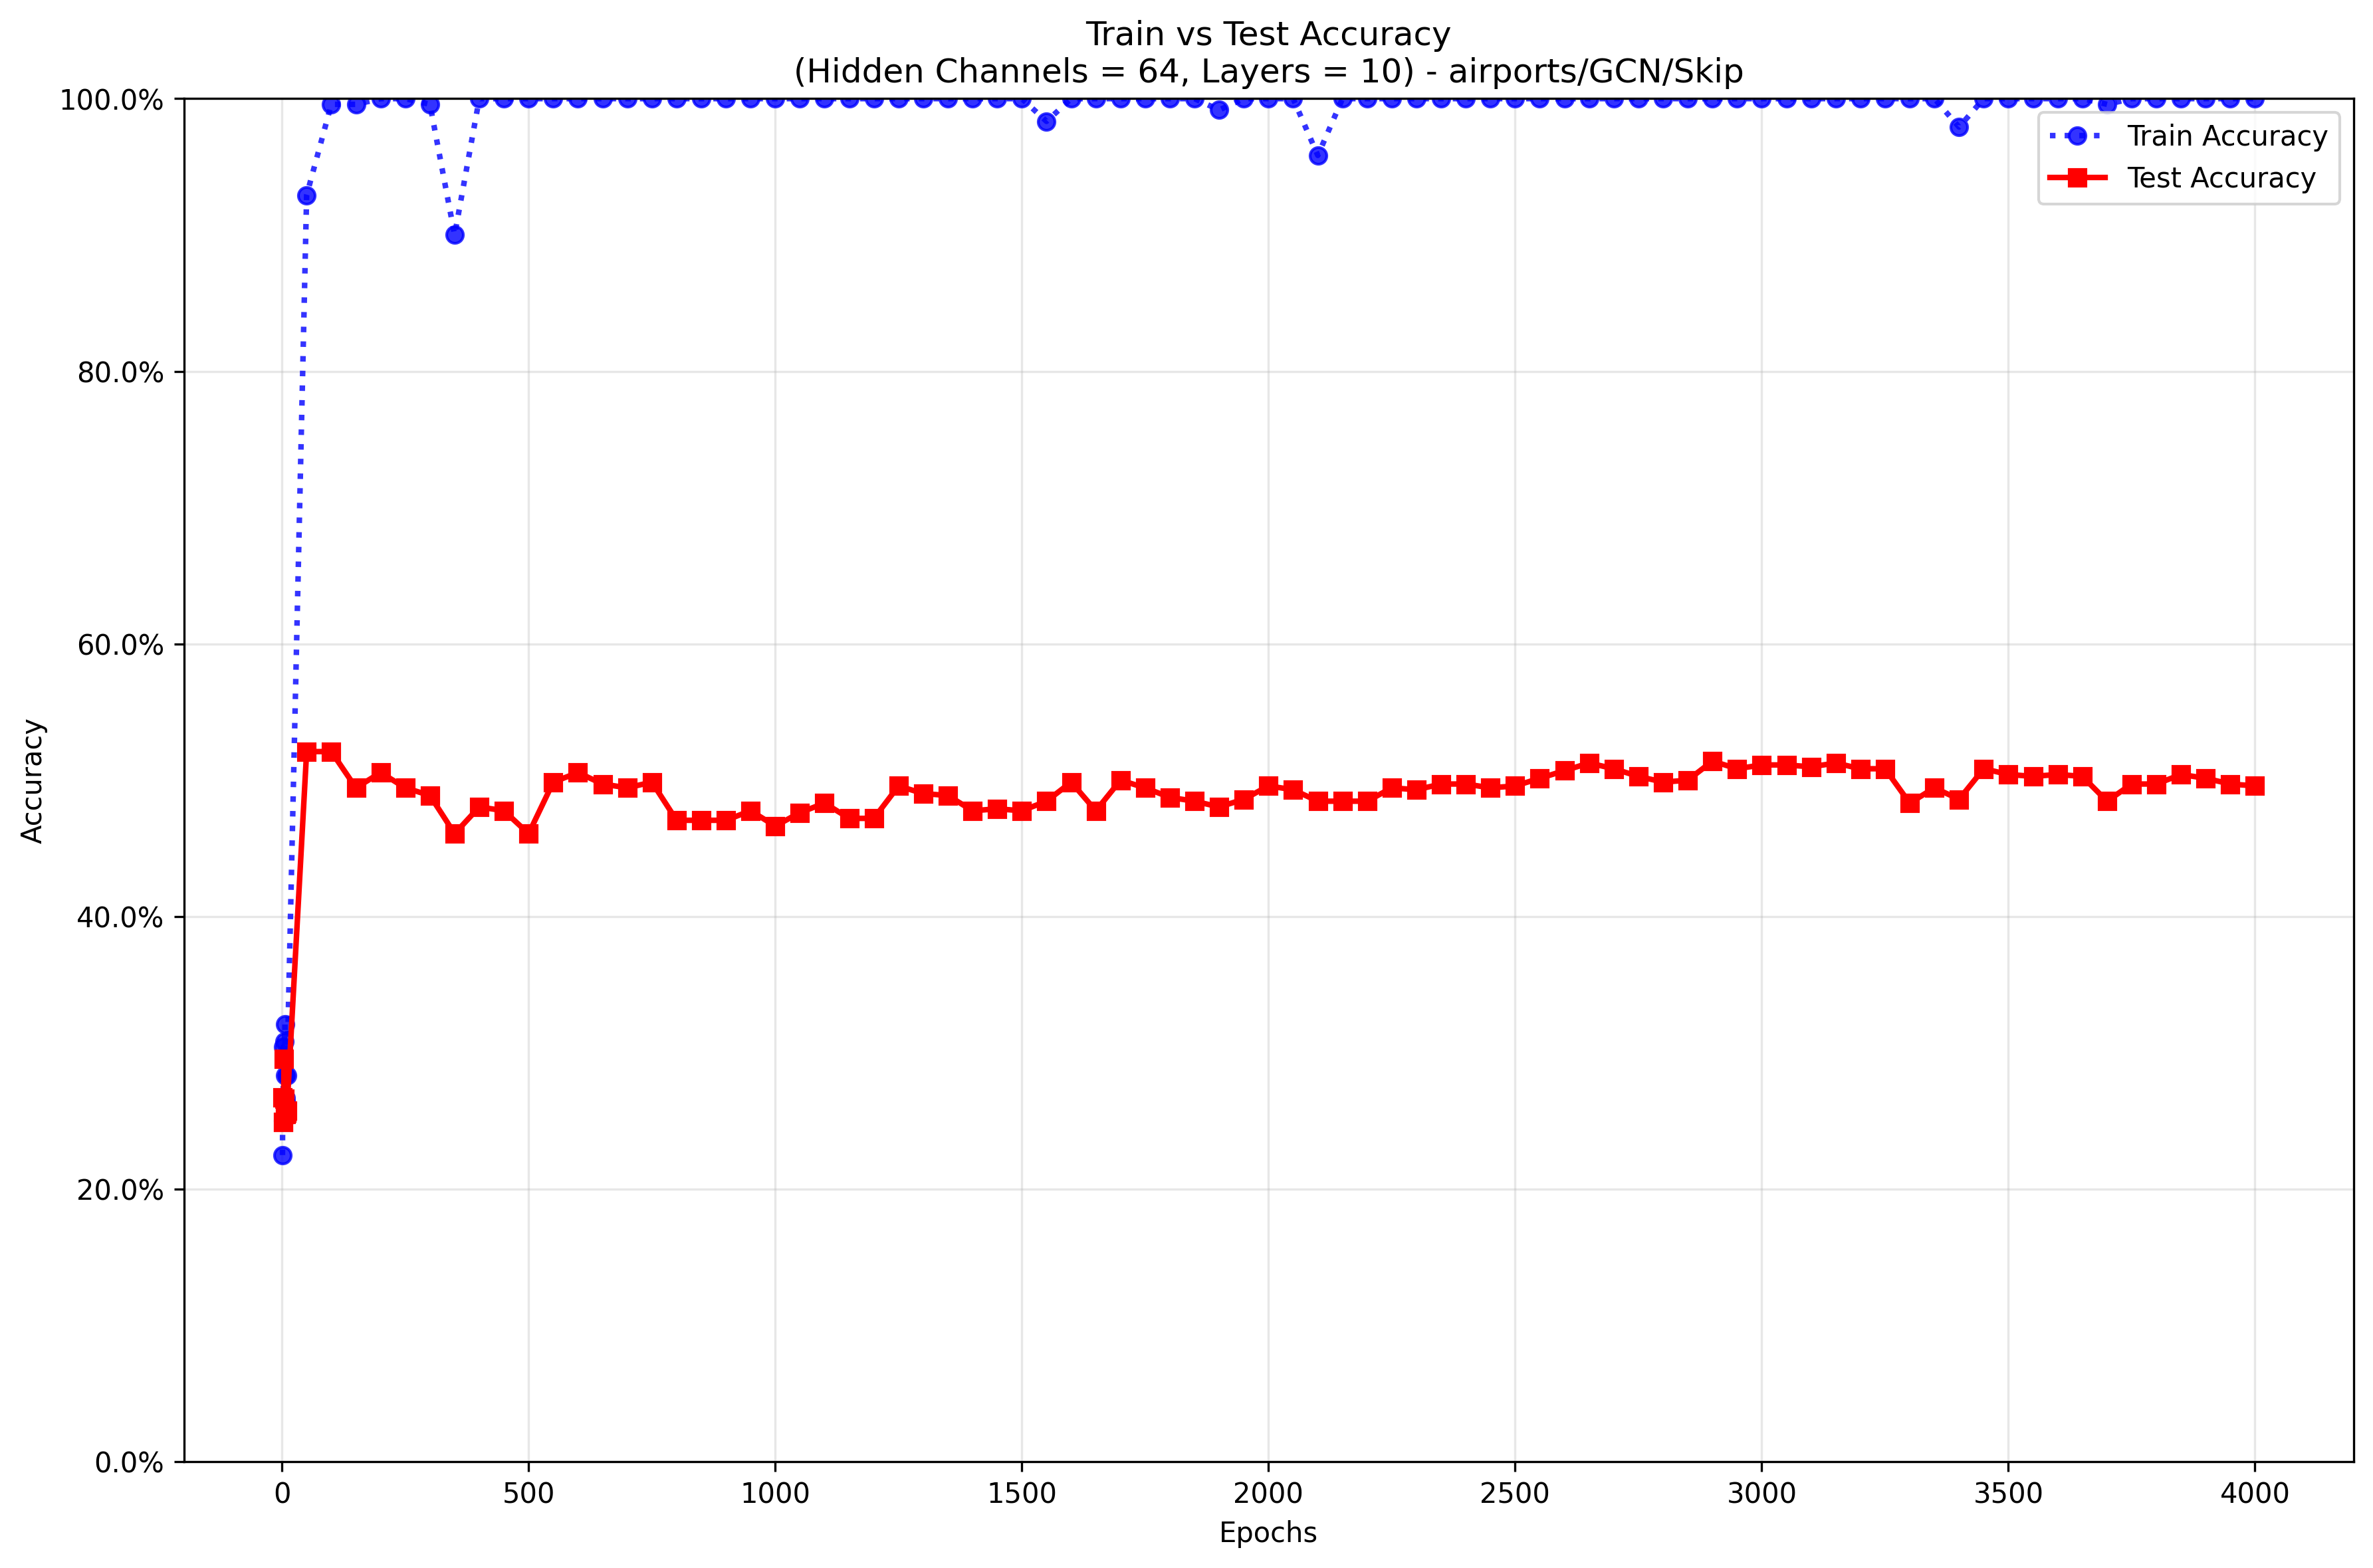 Train vs Test Accuracy
(Hidden Channels = 64, Layers = 10) - airports/GCN/Skip
100.0%
80.0%
60.0%
40.0%
20.0%
0.0%
Accuracy
Train Accuracy
Test Accuracy
0 500 1000 1500 2000 2500 3000 3500 4000
Epochs